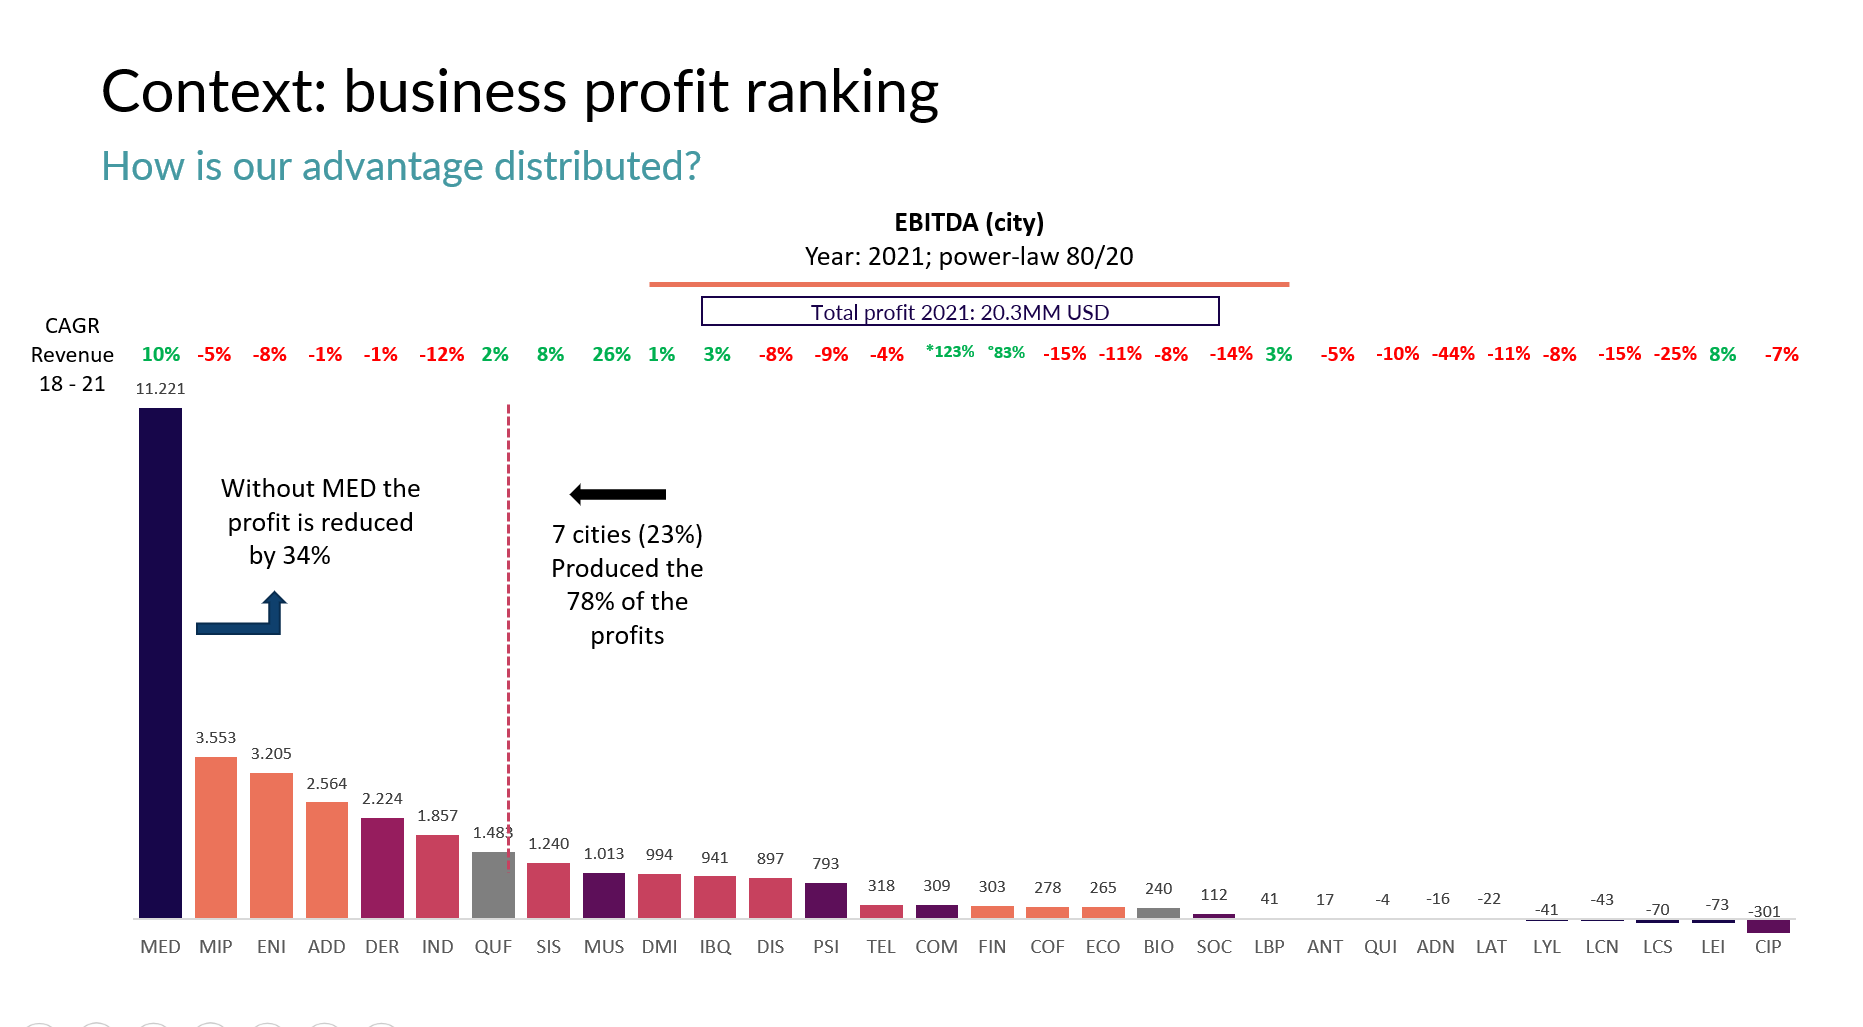 Context: business profit ranking
How is our advantage distributed?
EBITDA (city)
Year: 2021; power-law 80/20
Total profit 2021: 20.3MM USD
CAGR
Revenue
18 - 21
10% -5% -8% -1% -1% -12% 2% 8% 26% 1% 3% -8% -9% -4% *123% °83% -15% -11% -8% -14% 3% -5% -10% -44% -11% -8% -15% -25% 8% -7%
Without MED the
profit is reduced
by 34%
7 cities (23%)
Produced the
78% of the
profits
11.221 3.553 3.205 2.564 2.224 1.857 1.483 1.240 1.013 994 941 897 793 318 309 303 278 265 240 112 41 17 -4 -16 -22 -41 -43 -70 -73 -301
MED MIP ENI ADD DER IND QUF SIS MUS DMI IBQ DIS PSI TEL COM FIN COF ECO BIO SOC LBP ANT QUI ADN LAT LYL LCN LCS LEI CIP